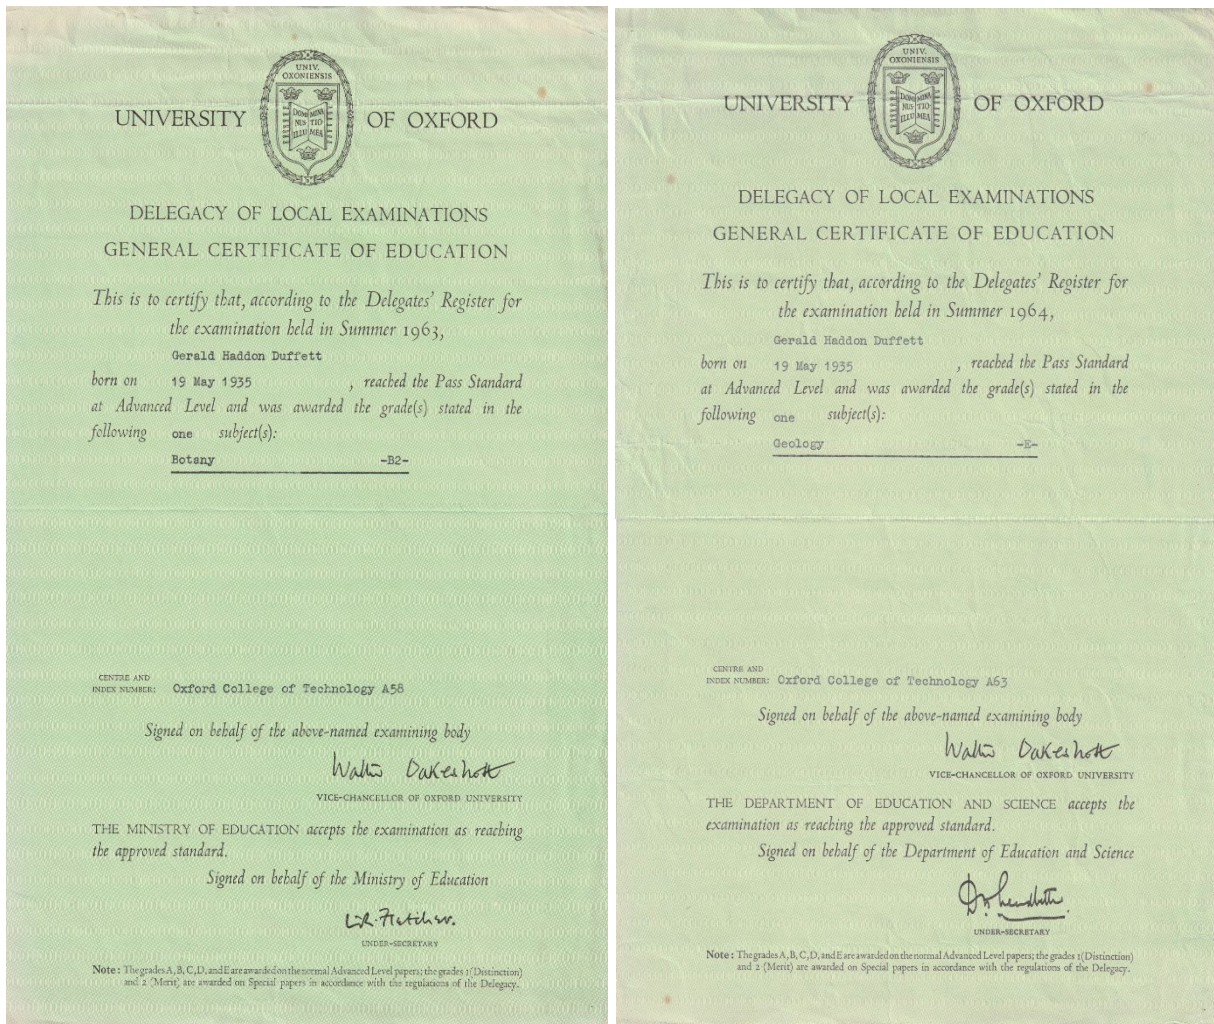 UNIV.
OXONIENSIS
DOMI MINA
NUS TIO
ILLU MEA
UNIVERSITY OF OXFORD
DELEGACY OF LOCAL EXAMINATIONS
GENERAL CERTIFICATE OF EDUCATION
This is to certify that, according to the Delegates' Register for
the examination held in Summer 1963,
Gerald Haddon Duffett
born on 19 May 1935 , reached the Pass Standard
at Advanced Level and was awarded the grade(s) stated in the
following one subject(s):
Botany -B2-
CENTRE AND
INDEX NUMBER: Oxford College of Technology A58
Signed on behalf of the above-named examining body
Walter Oakeshott
VICE-CHANCELLOR OF OXFORD UNIVERSITY
THE MINISTRY OF EDUCATION accepts the examination as reaching
the approved standard.
Signed on behalf of the Ministry of Education
L.R. Fletcher.
UNDER-SECRETARY
Note: The grades A, B, C, D, and E are awarded on the normal Advanced Level papers; the grades 1 (Distinction)
and 2 (Merit) are awarded on Special papers in accordance with the regulations of the Delegacy.
UNIV.
OXONIENSIS
DOMI MINA
NUS TIO
ILLU MEA
UNIVERSITY OF OXFORD
DELEGACY OF LOCAL EXAMINATIONS
GENERAL CERTIFICATE OF EDUCATION
This is to certify that, according to the Delegates' Register for
the examination held in Summer 1964,
Gerald Haddon Duffett
born on 19 May 1935 , reached the Pass Standard
at Advanced Level and was awarded the grade(s) stated in the
following one subject(s):
Geology -E-
CENTRE AND
INDEX NUMBER: Oxford College of Technology A63
Signed on behalf of the above-named examining body
Walter Oakeshott
VICE-CHANCELLOR OF OXFORD UNIVERSITY
THE DEPARTMENT OF EDUCATION AND SCIENCE accepts the
examination as reaching the approved standard.
Signed on behalf of the Department of Education and Science
UNDER-SECRETARY
Note: The grades A, B, C, D, and E are awarded on the normal Advanced Level papers; the grades 1 (Distinction)
and 2 (Merit) are awarded on Special papers in accordance with the regulations of the Delegacy.